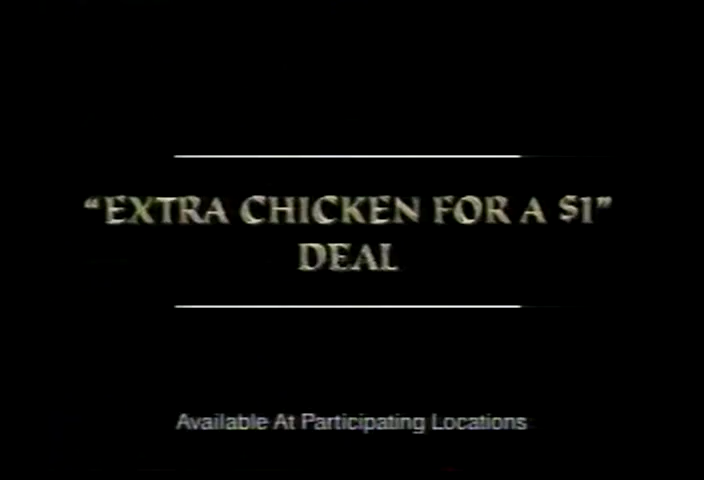 “EXTRA CHICKEN FOR A $1”
DEAL
Available At Participating Locations